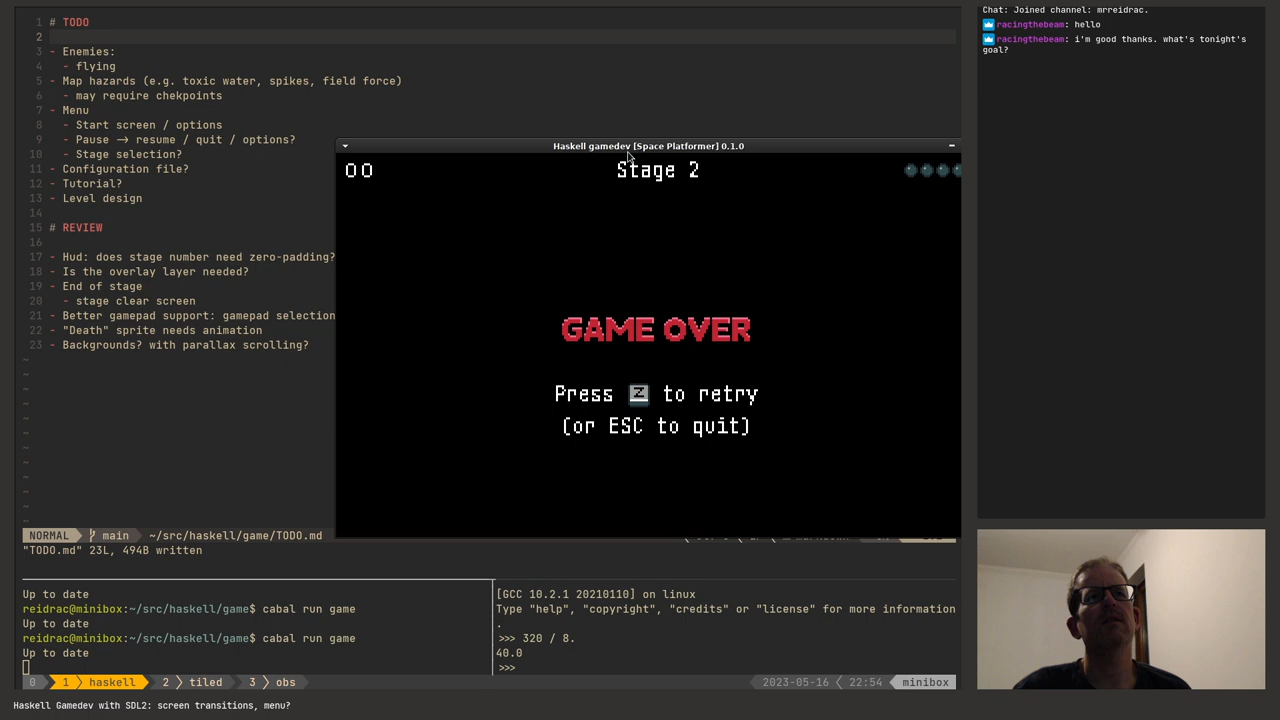 1 # TODO
2
3 - Enemies:
4 - flying
5 - Map hazards (e.g. toxic water, spikes, field force)
6 - may require chekpoints
7 - Menu
8 - Start screen / options
9 - Pause → resume / quit / options?
10 - Stage selection?
11 - Configuration file?
12 - Tutorial?
13 - Level design
14
15 # REVIEW
16
17 - Hud: does stage number need zero-padding?
18 - Is the overlay layer needed?
19 - End of stage
20 - stage clear screen
21 - Better gamepad support: gamepad selection
22 - "Death" sprite needs animation
23 - Backgrounds? with parallax scrolling?
~
~
~
~
~
~
~
~
~
~
~
~
NORMAL main ~/src/haskell/game/TODO.md
"TODO.md" 23L, 494B written
Haskell gamedev [Space Platformer] 0.1.0
00 Stage 2
GAME OVER
Press Z to retry
(or ESC to quit)
Up to date
reidrac@minibox:~/src/haskell/game$ cabal run game
Up to date
reidrac@minibox:~/src/haskell/game$ cabal run game
Up to date
[GCC 10.2.1 20210110] on linux
Type "help", "copyright", "credits" or "license" for more information
.
>>> 320 / 8.
40.0
>>>
0 1 haskell 2 tiled 3 obs 2023-05-16 22:54 minibox
Haskell Gamedev with SDL2: screen transitions, menu?
Chat: Joined channel: mrreidrac.
racingthebeam: hello
racingthebeam: i'm good thanks. what's tonight's
goal?